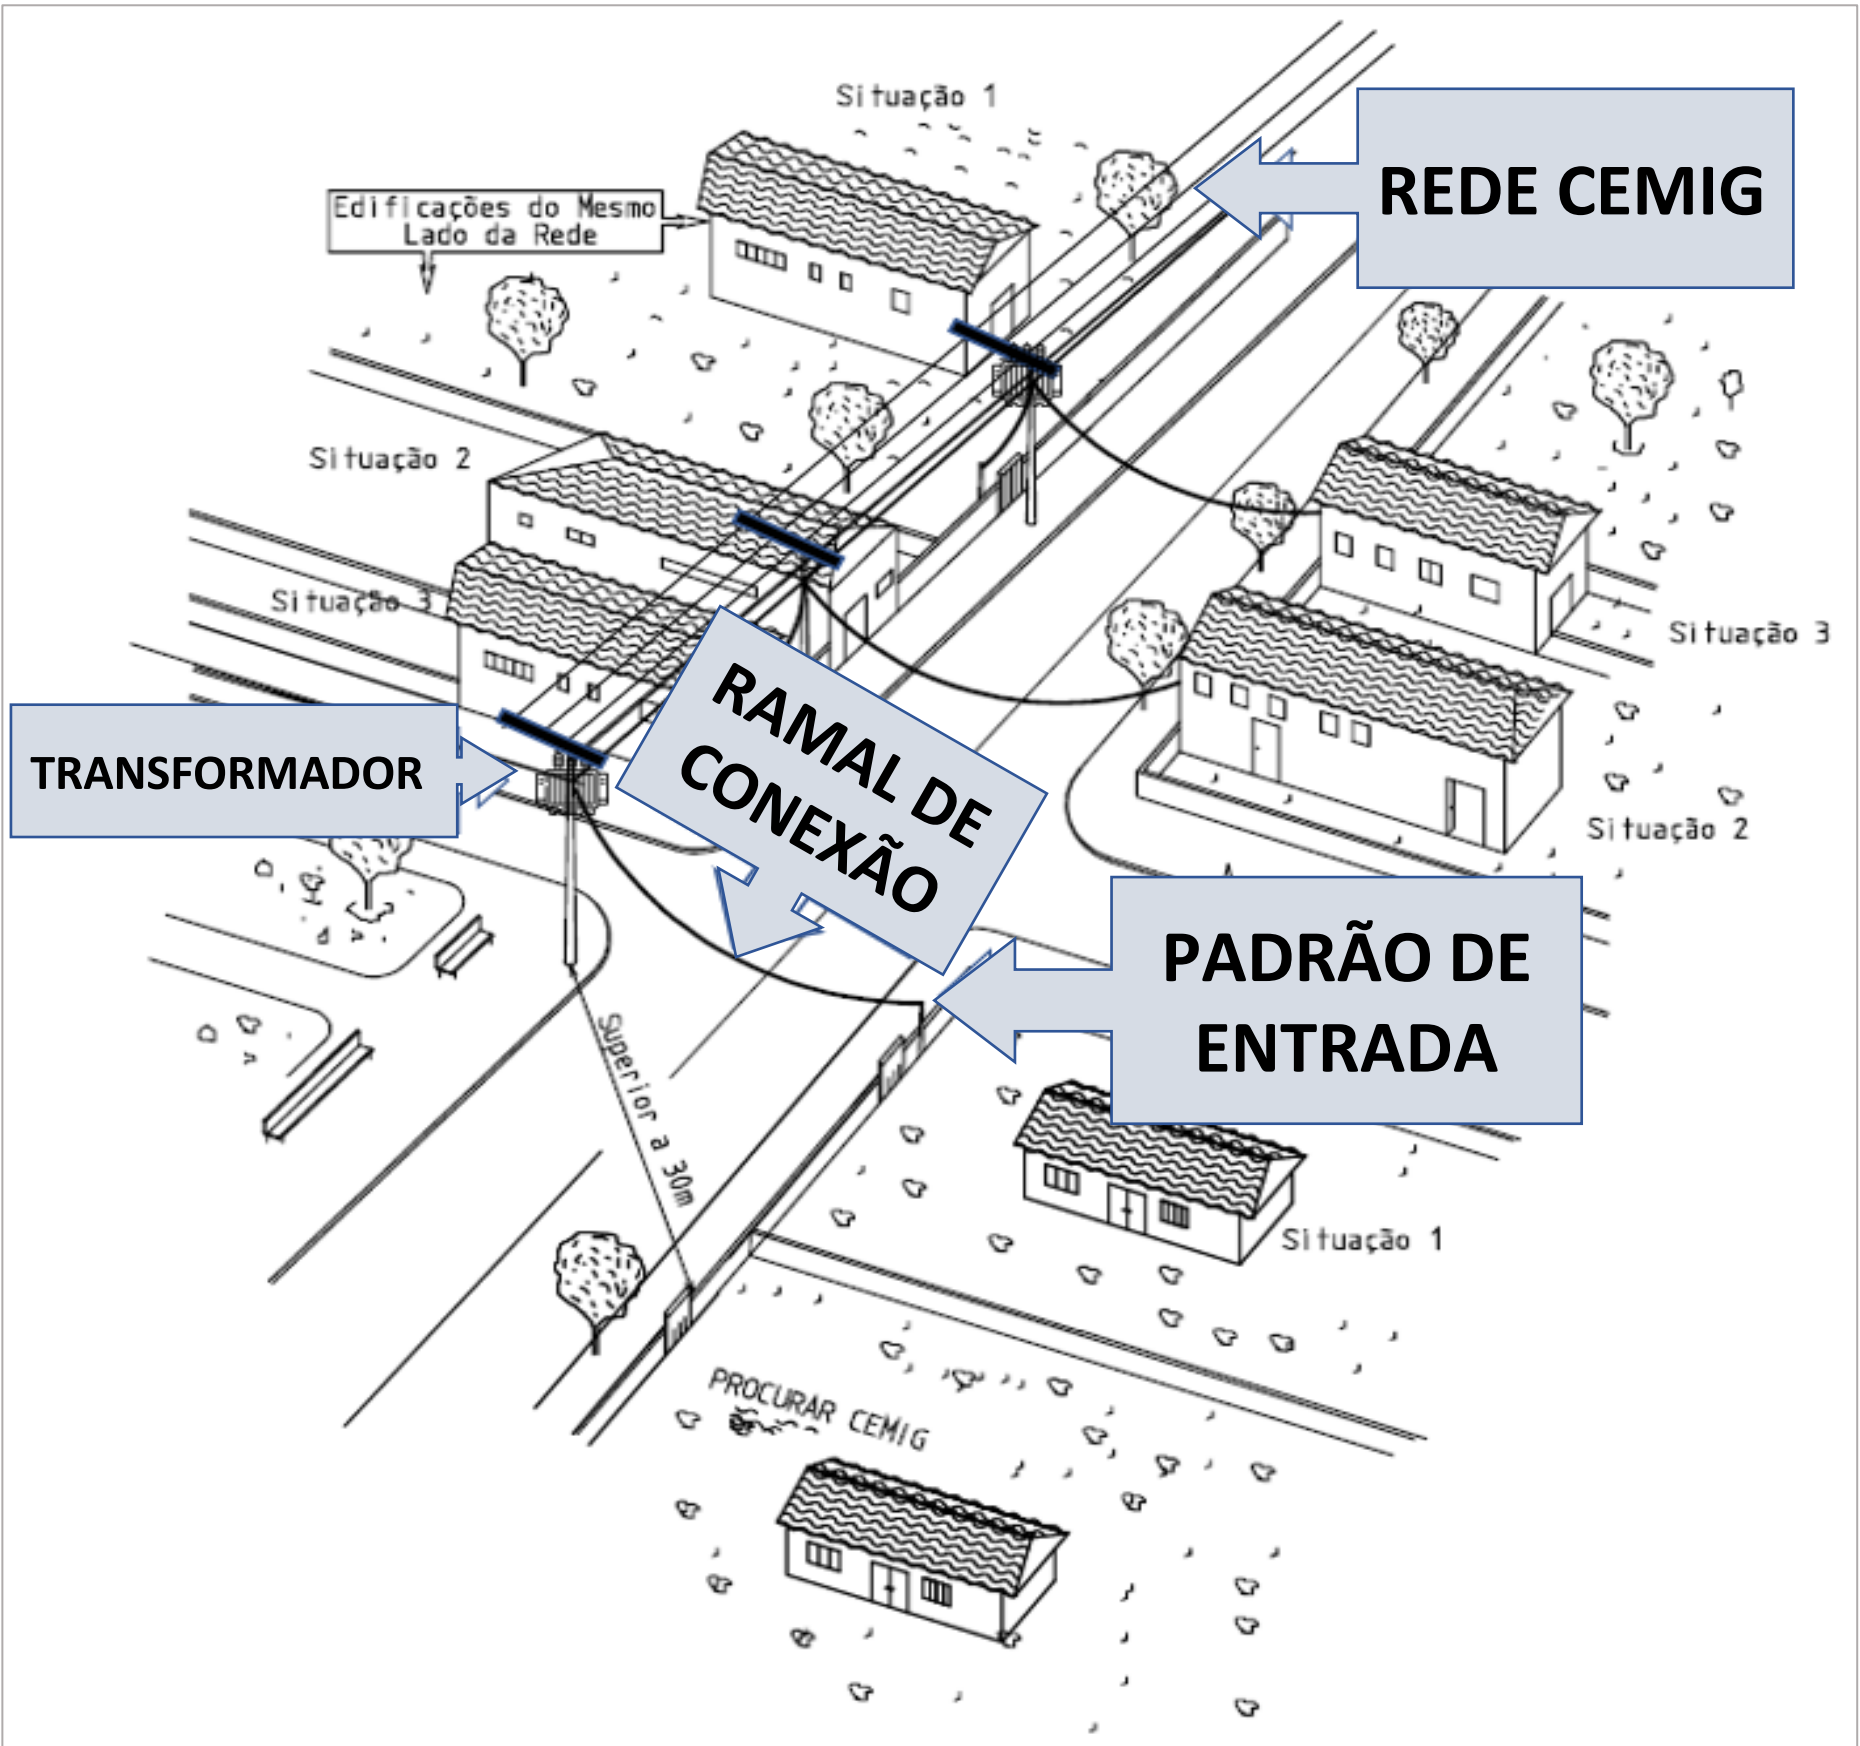 Situação 1
REDE CEMIG
Edificações do Mesmo
Lado da Rede
Situação 2
Situação 3
Situação 3
TRANSFORMADOR
RAMAL DE
CONEXÃO
Situação 2
PADRÃO DE
ENTRADA
Superior a 30m
Situação 1
PROCURAR CEMIG